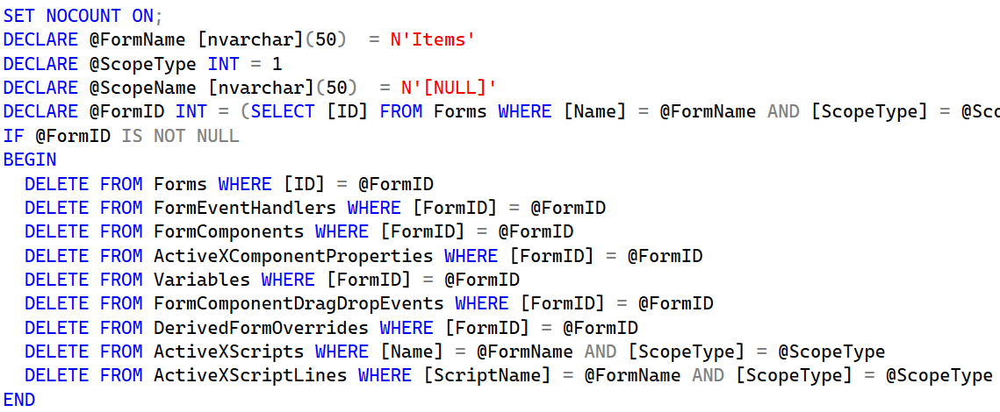 SET NOCOUNT ON;
DECLARE @FormName [nvarchar](50)  = N'Items'
DECLARE @ScopeType INT = 1
DECLARE @ScopeName [nvarchar](50)  = N'[NULL]'
DECLARE @FormID INT = (SELECT [ID] FROM Forms WHERE [Name] = @FormName AND [ScopeType] = @Sco
IF @FormID IS NOT NULL
BEGIN
  DELETE FROM Forms WHERE [ID] = @FormID
  DELETE FROM FormEventHandlers WHERE [FormID] = @FormID
  DELETE FROM FormComponents WHERE [FormID] = @FormID
  DELETE FROM ActiveXComponentProperties WHERE [FormID] = @FormID
  DELETE FROM Variables WHERE [FormID] = @FormID
  DELETE FROM FormComponentDragDropEvents WHERE [FormID] = @FormID
  DELETE FROM DerivedFormOverrides WHERE [FormID] = @FormID
  DELETE FROM ActiveXScripts WHERE [Name] = @FormName AND [ScopeType] = @ScopeType
  DELETE FROM ActiveXScriptLines WHERE [ScriptName] = @FormName AND [ScopeType] = @ScopeType
END